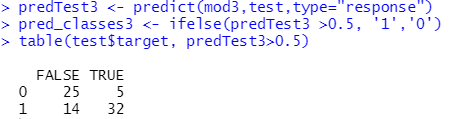 > predTest3 <- predict(mod3,test,type="response")
> pred_classes3 <- ifelse(predTest3 >0.5, '1','0')
> table(test$target, predTest3>0.5)
FALSE TRUE
0 25 5
1 14 32